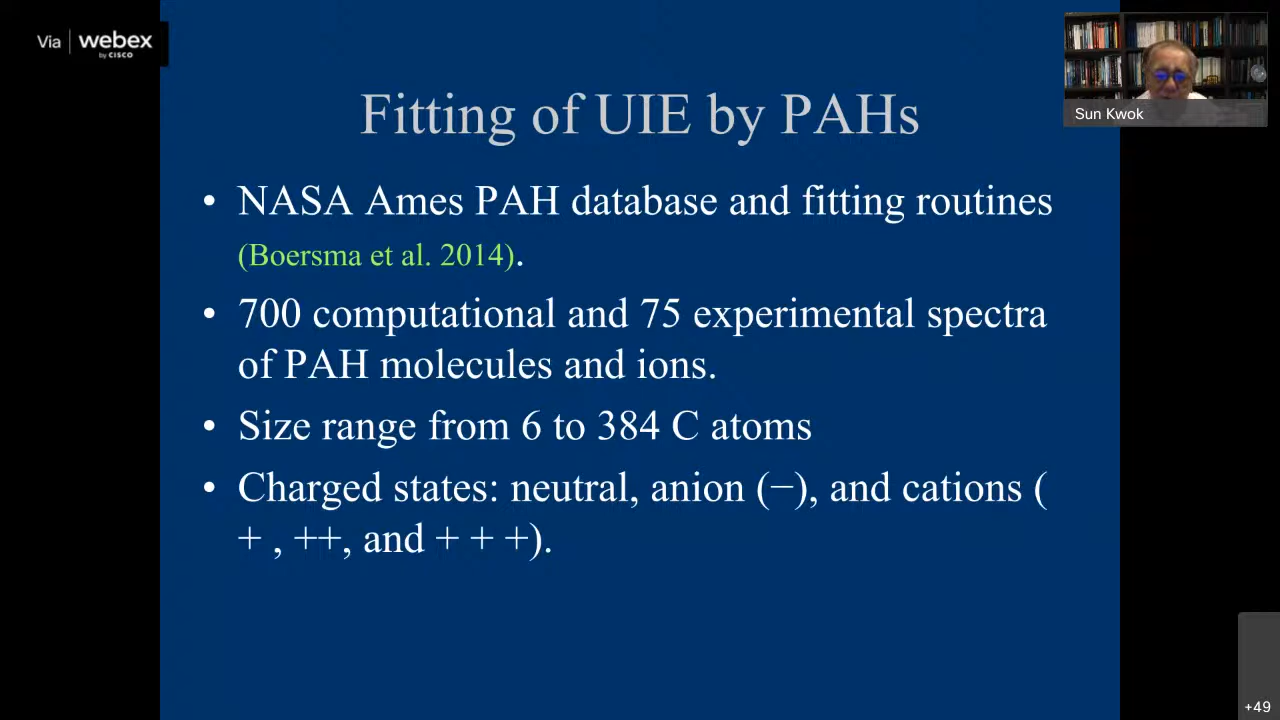 Via webex
by CISCO
Sun Kwok
Fitting of UIE by PAHs
• NASA Ames PAH database and fitting routines
(Boersma et al. 2014).
• 700 computational and 75 experimental spectra
of PAH molecules and ions.
• Size range from 6 to 384 C atoms
• Charged states: neutral, anion (−), and cations (
+ , ++, and + + +).
+49